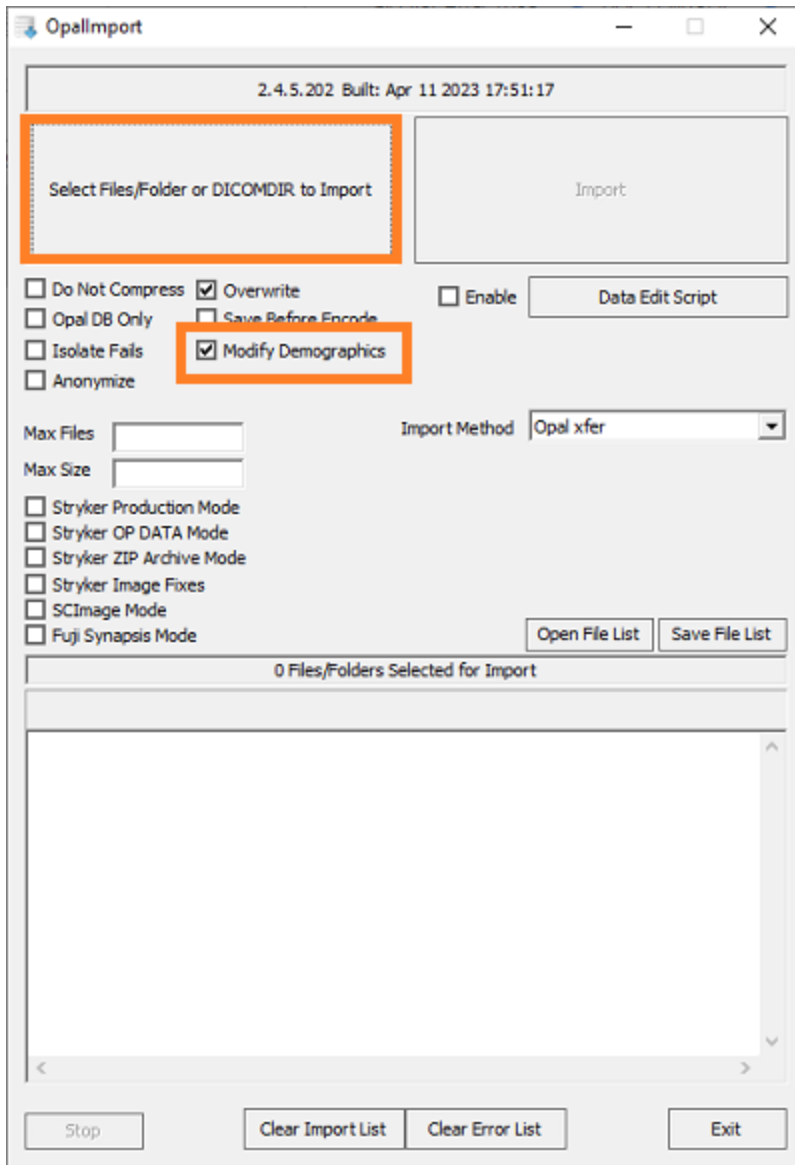 OpalImport
2.4.5.202 Built: Apr 11 2023 17:51:17
Select Files/Folder or DICOMDIR to Import
Import
Do Not Compress Overwrite Enable Data Edit Script
Opal DB Only Save Before Encode
Isolate Fails Modify Demographics
Anonymize
Max Files Import Method Opal xfer
Max Size
Stryker Production Mode
Stryker OP DATA Mode
Stryker ZIP Archive Mode
Stryker Image Fixes
SCImage Mode
Fuji Synapsis Mode Open File List Save File List
0 Files/Folders Selected for Import
Stop Clear Import List Clear Error List Exit